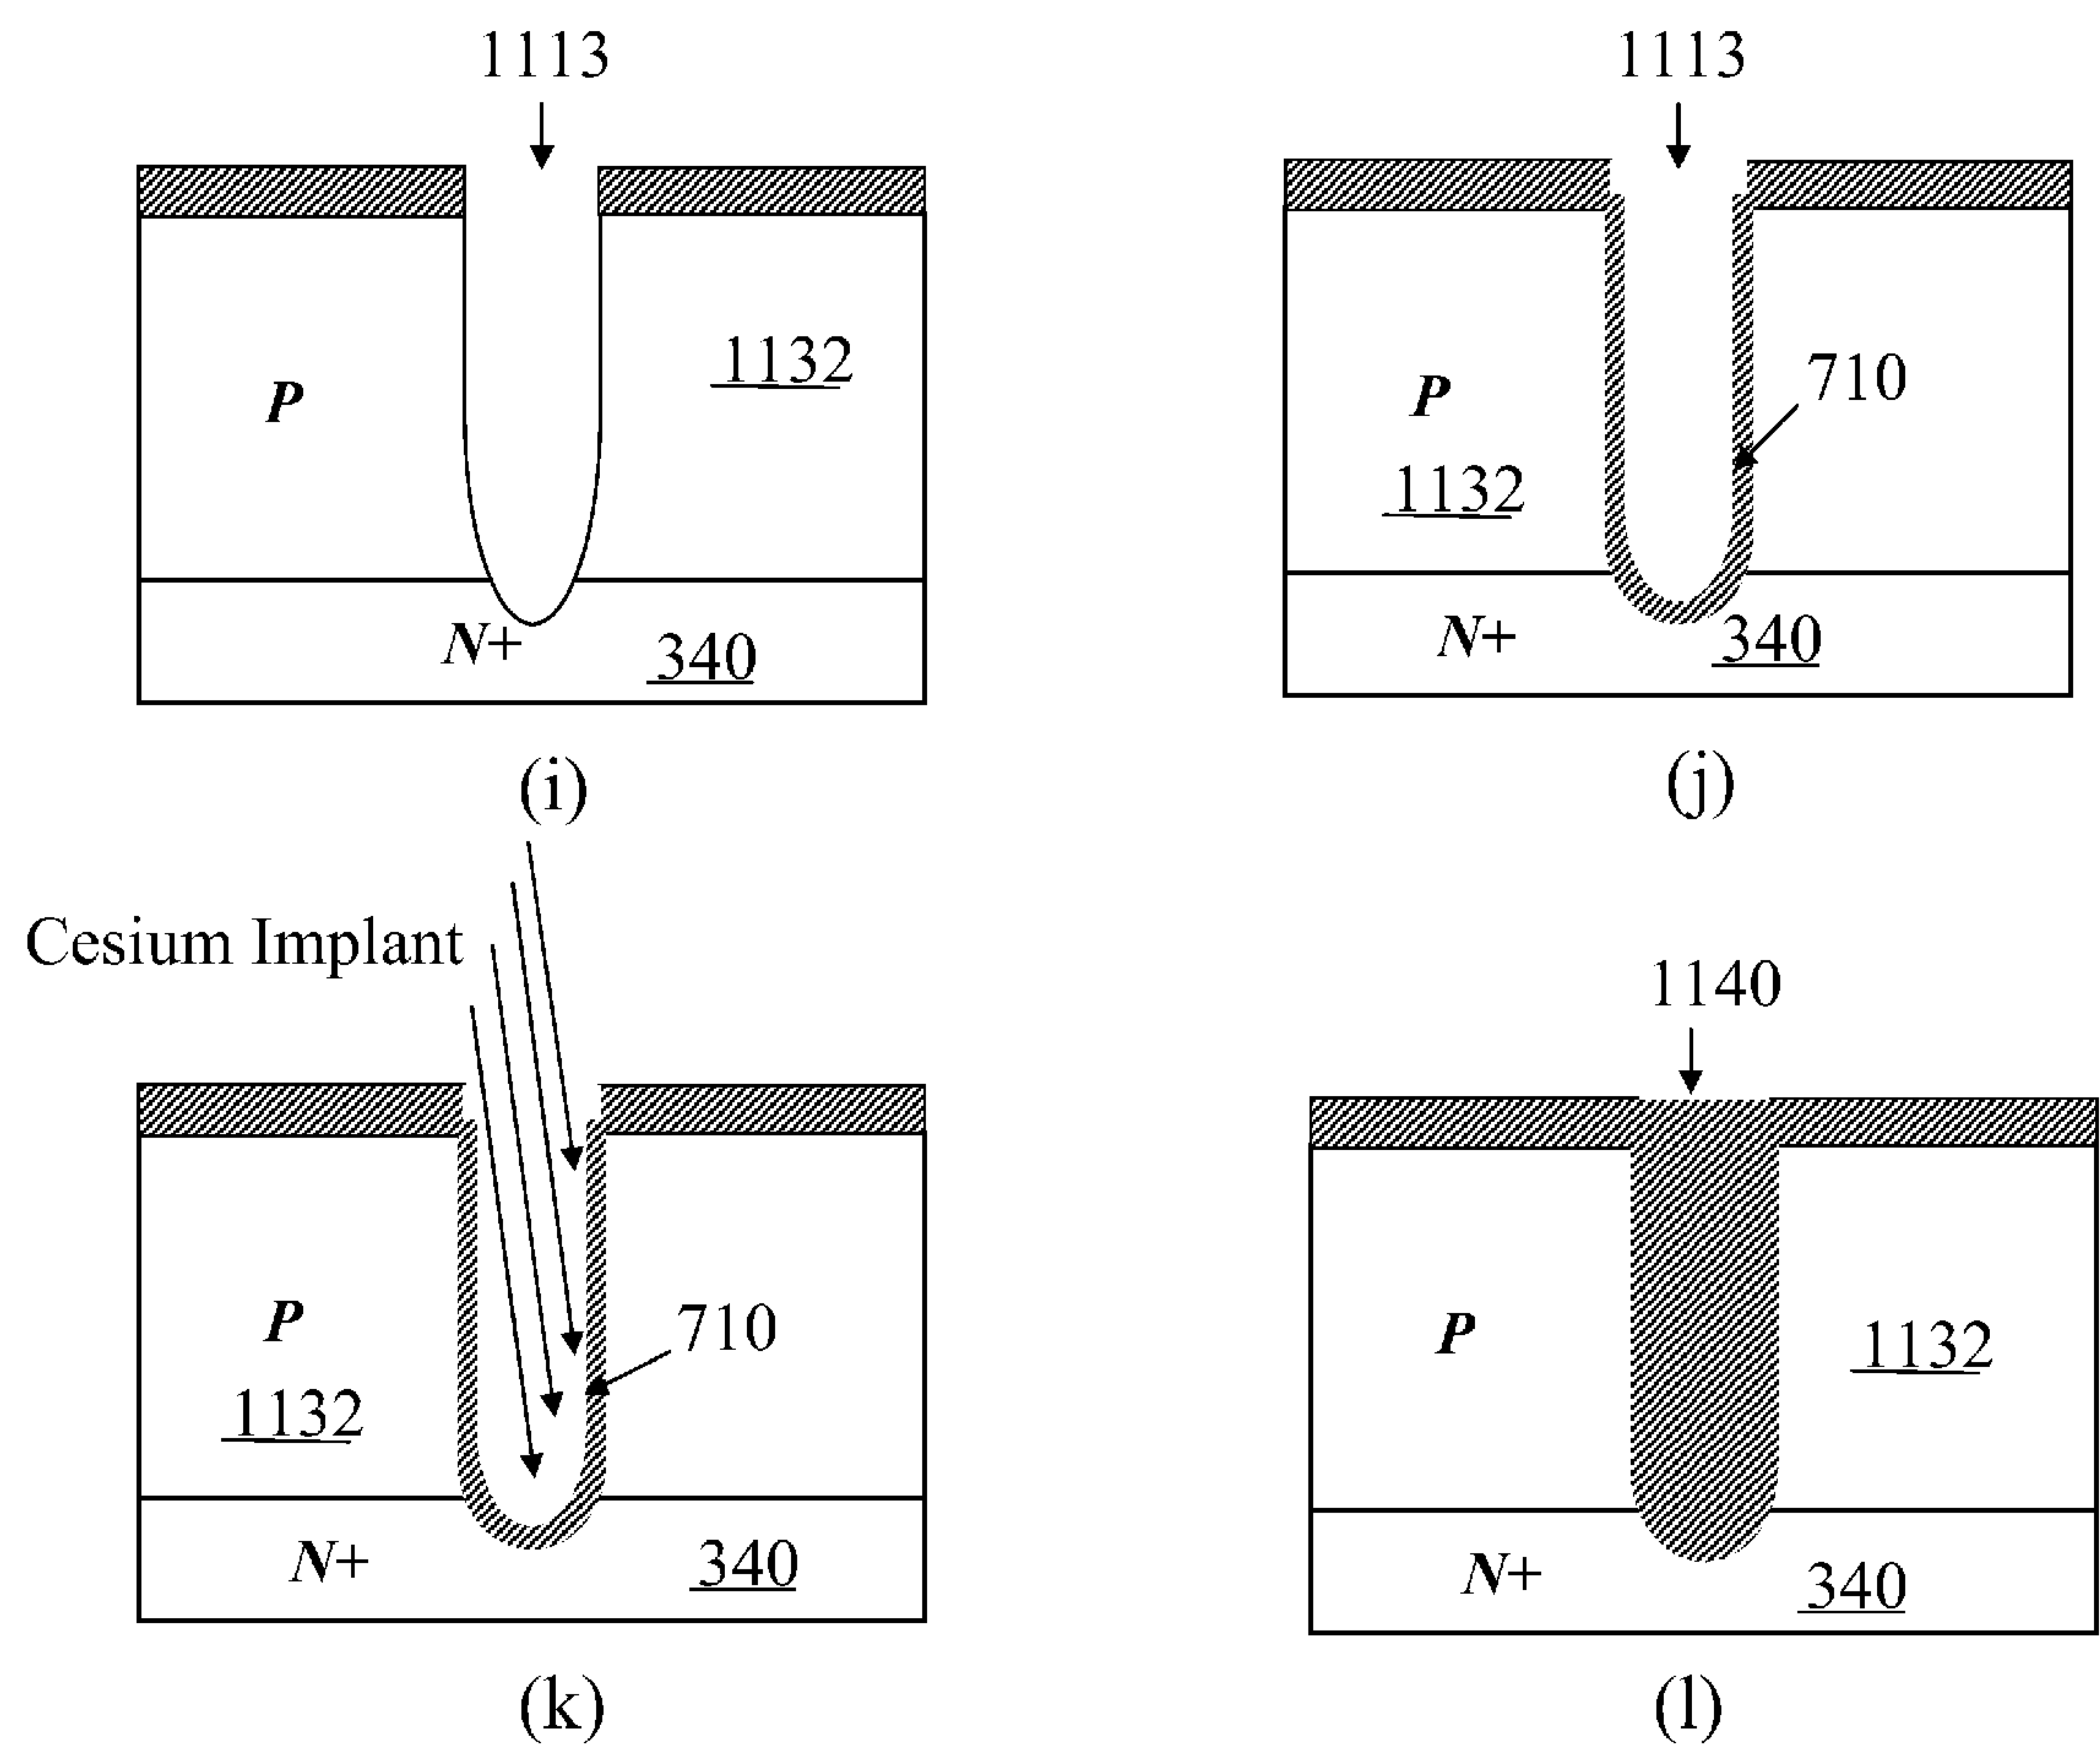 1113
P
1132
N+
340
(i)
1113
P
710
1132
N+
340
(j)
Cesium Implant
P
710
1132
N+
340
(k)
1140
P
1132
N+
340
(l)